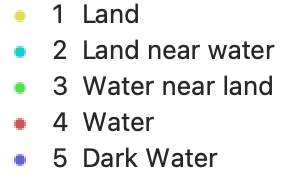 1 Land
2 Land near water
3 Water near land
4 Water
5 Dark Water